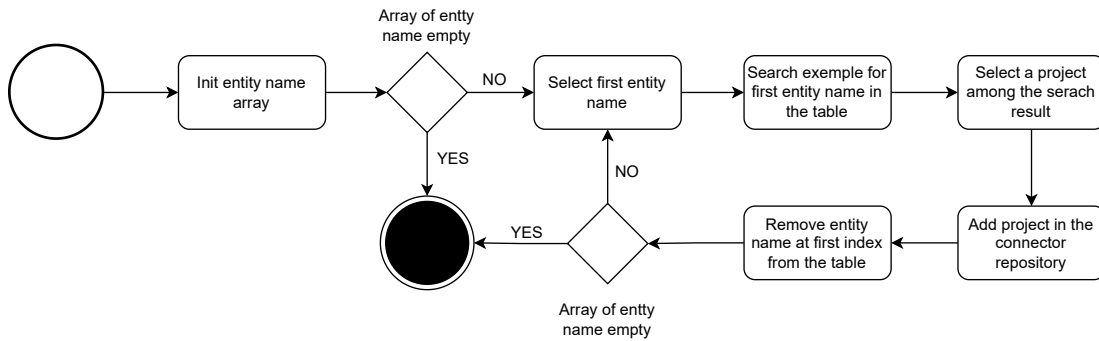 Array of entty
name empty
Init entity name
array
NO
Select first entity
name
Search exemple for
first entity name in
the table
Select a project
among the serach
result
YES
NO
YES
Remove entity
name at first index
from the table
Add project in the
connector
repository
Array of entty
name empty